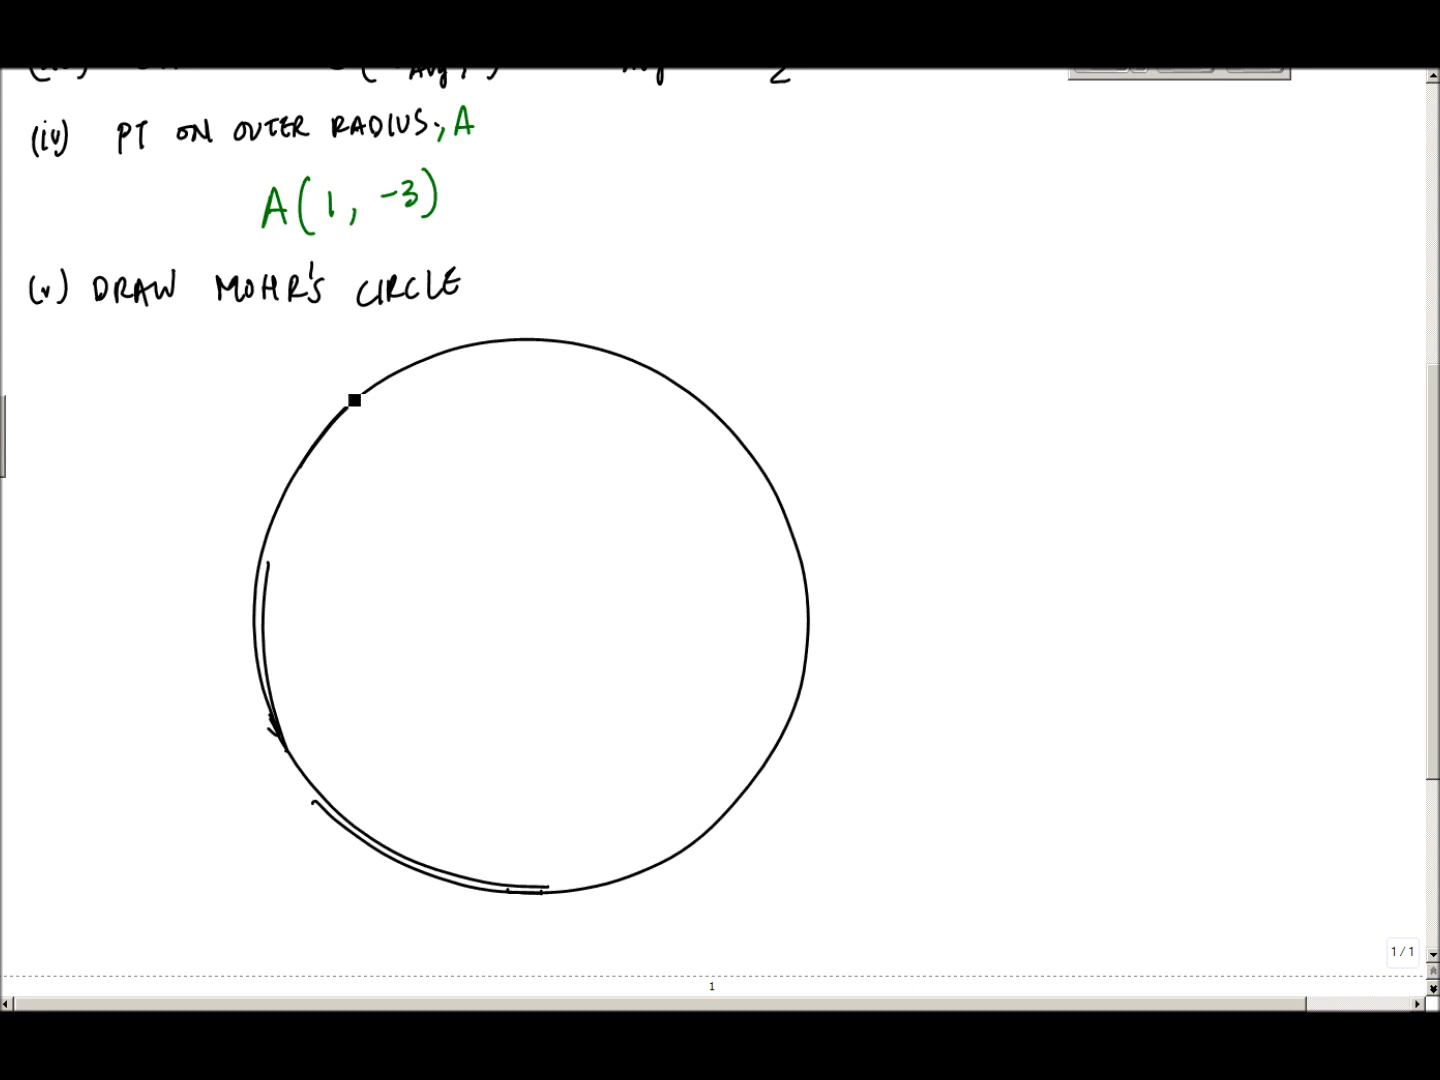 (iv) PT ON OUTER RADIUS, A
A(1, -3)
(v) DRAW MOHR'S CIRCLE
1 / 1
1